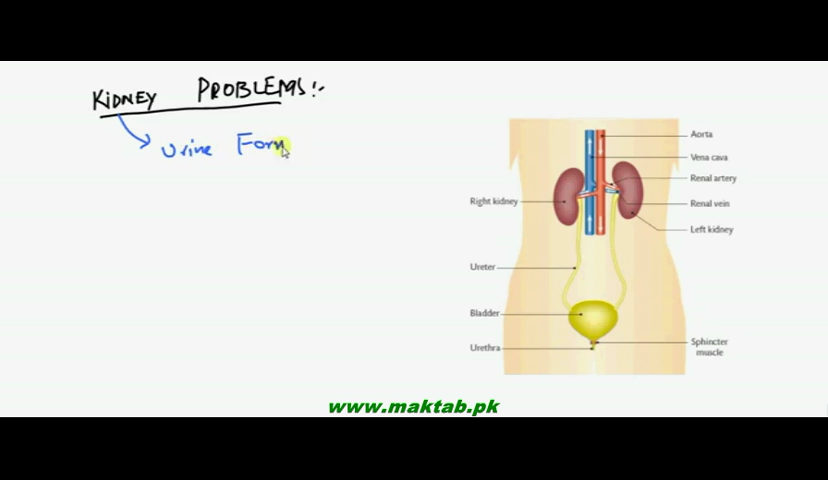 KIDNEY PROBLEMS:-
Urine Form
Aorta
Vena cava
Renal artery
Right kidney
Renal vein
Left kidney
Ureter
Bladder
Urethra
Sphincter
muscle
www.maktab.pk